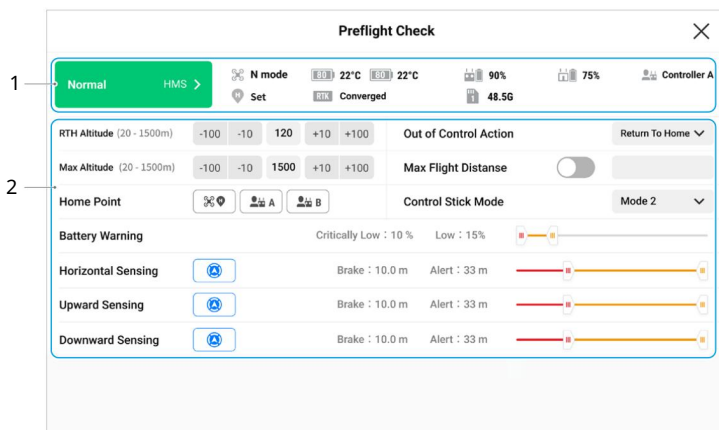 Preflight Check
1
Normal HMS N mode 80 22°C 80 22°C 90% 75% Controller A
H Set RTK Converged 48.5G
2
RTH Altitude (20 - 1500m) -100 -10 120 +10 +100 Out of Control Action Return To Home
Max Altitude (20 - 1500m) -100 -10 1500 +10 +100 Max Flight Distanse
Home Point H A B Control Stick Mode Mode 2
Battery Warning Critically Low : 10 % Low : 15%
Horizontal Sensing Brake : 10.0 m Alert : 33 m
Upward Sensing Brake : 10.0 m Alert : 33 m
Downward Sensing Brake : 10.0 m Alert : 33 m